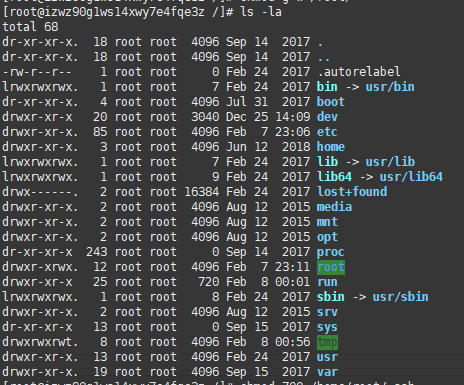 [root@izwz90g1ws14xwy7e4fqe3z /]# ls -la
total 68
dr-xr-xr-x. 18 root root 4096 Sep 14 2017 .
dr-xr-xr-x. 18 root root 4096 Sep 14 2017 ..
-rw-r--r-- 1 root root 0 Feb 24 2017 .autorelabel
lrwxrwxrwx. 1 root root 7 Feb 24 2017 bin -> usr/bin
dr-xr-xr-x. 4 root root 4096 Jul 31 2017 boot
drwxr-xr-x 20 root root 3040 Dec 25 14:09 dev
drwxr-xr-x. 85 root root 4096 Feb 7 23:06 etc
drwxr-xr-x. 3 root root 4096 Jun 12 2018 home
lrwxrwxrwx. 1 root root 7 Feb 24 2017 lib -> usr/lib
lrwxrwxrwx. 1 root root 9 Feb 24 2017 lib64 -> usr/lib64
drwx------. 2 root root 16384 Feb 24 2017 lost+found
drwxr-xr-x. 2 root root 4096 Aug 12 2015 media
drwxr-xr-x. 2 root root 4096 Aug 12 2015 mnt
drwxr-xr-x. 2 root root 4096 Aug 12 2015 opt
dr-xr-xr-x 243 root root 0 Sep 14 2017 proc
drwxrwxrwx. 12 root root 4096 Feb 7 23:11 root
drwxr-xr-x 25 root root 720 Feb 8 00:01 run
lrwxrwxrwx. 1 root root 8 Feb 24 2017 sbin -> usr/sbin
drwxr-xr-x. 2 root root 4096 Aug 12 2015 srv
dr-xr-xr-x 13 root root 0 Sep 15 2017 sys
drwxrwxrwt. 8 root root 4096 Feb 8 00:56 tmp
drwxr-xr-x. 13 root root 4096 Feb 24 2017 usr
drwxr-xr-x. 19 root root 4096 Sep 15 2017 var